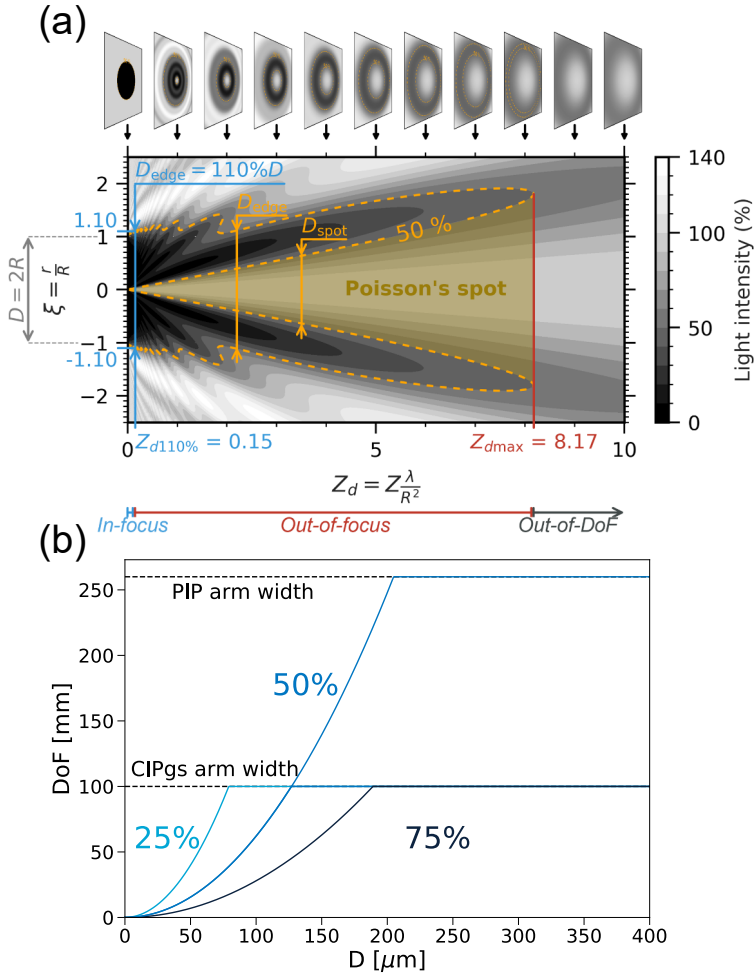 (a)
D_edge = 110%D
D_edge
D_spot
50 %
Poisson's spot
2
1.10
1
0
-1
-1.10
−2
D = 2R
ξ = r/R
Z_d110% = 0.15
Z_dmax = 8.17
0
5
10
Z_d = Z λ/R²
140
100
50
0
Light intensity (%)
In-focus
Out-of-focus
Out-of-DoF
(b)
250
200
150
100
50
0
DoF [mm]
PIP arm width
50%
CIPgs arm width
25%
75%
0
50
100
150
200
250
300
350
400
D [μm]